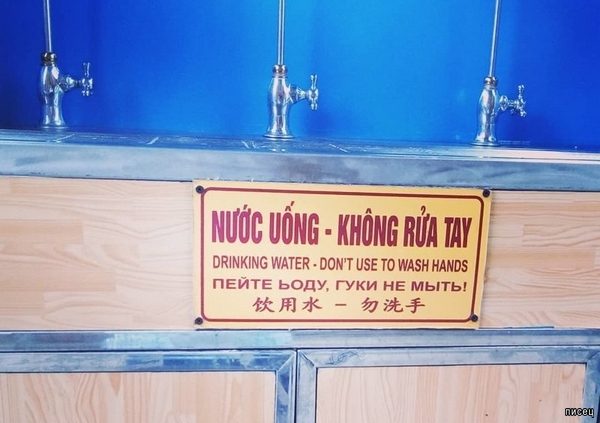 NƯỚC UỐNG - KHÔNG RỬA TAY
DRINKING WATER - DON'T USE TO WASH HANDS
ПЕЙТЕ ЬОДУ, ГУКИ НЕ МЫТЬ!
饮用水 － 勿洗手
писец